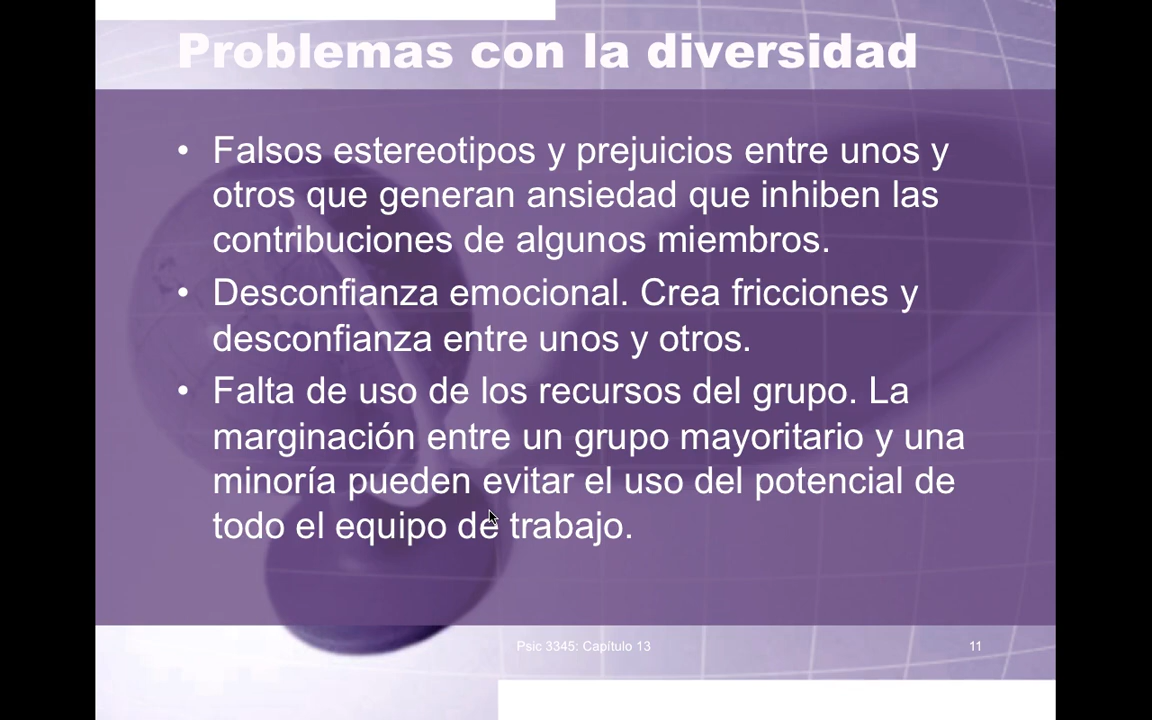 Problemas con la diversidad
• Falsos estereotipos y prejuicios entre unos y
otros que generan ansiedad que inhiben las
contribuciones de algunos miembros.
• Desconfianza emocional. Crea fricciones y
desconfianza entre unos y otros.
• Falta de uso de los recursos del grupo. La
marginación entre un grupo mayoritario y una
minoría pueden evitar el uso del potencial de
todo el equipo de trabajo.
Psic 3345: Capítulo 13
11